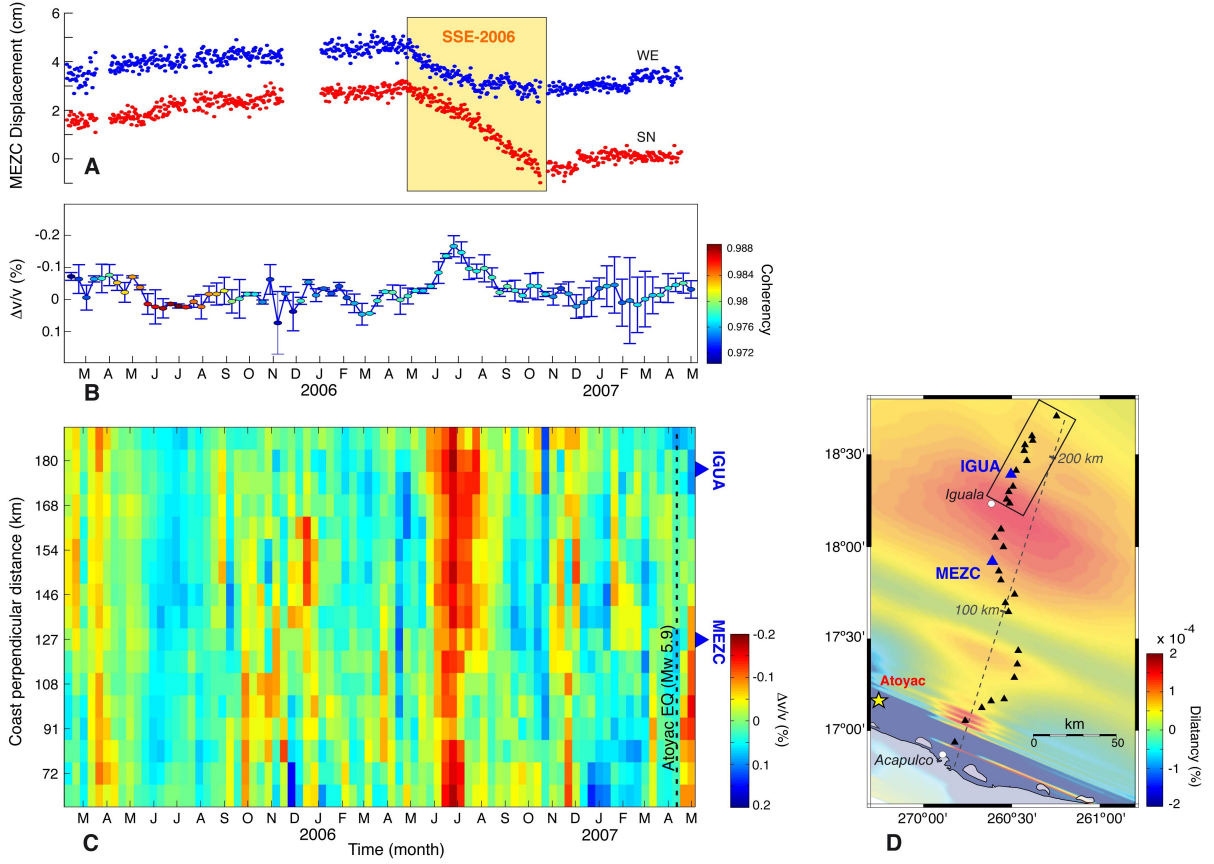 MEZC Displacement (cm)
6
4
2
0
SSE-2006
WE
SN
A
Δv/v (%)
-0.2
-0.1
0
0.1
0.988
0.984
0.98
0.976
0.972
Coherency
M A M J J A S O N D J F M A M J J A S O N D J F M A M
2006
2007
B
Coast perpendicular distance (km)
180
168
154
146
127
108
91
72
IGUA
MEZC
Atoyac EQ (Mw 5.9)
-0.2
-0.1
0
0.1
0.2
Δv/v (%)
M A M J J A S O N D J F M A M J J A S O N D J F M A M
2006
2007
Time (month)
C
18°50'
18°00'
17°50'
17°00'
IGUA
200 km
Iguala
MEZC
100 km
Atoyac
km
0 50
Acapulco
270°00'
260°50'
261°00'
x 10⁻⁴
2
1
0
-1
-2
Dilatancy (%)
D